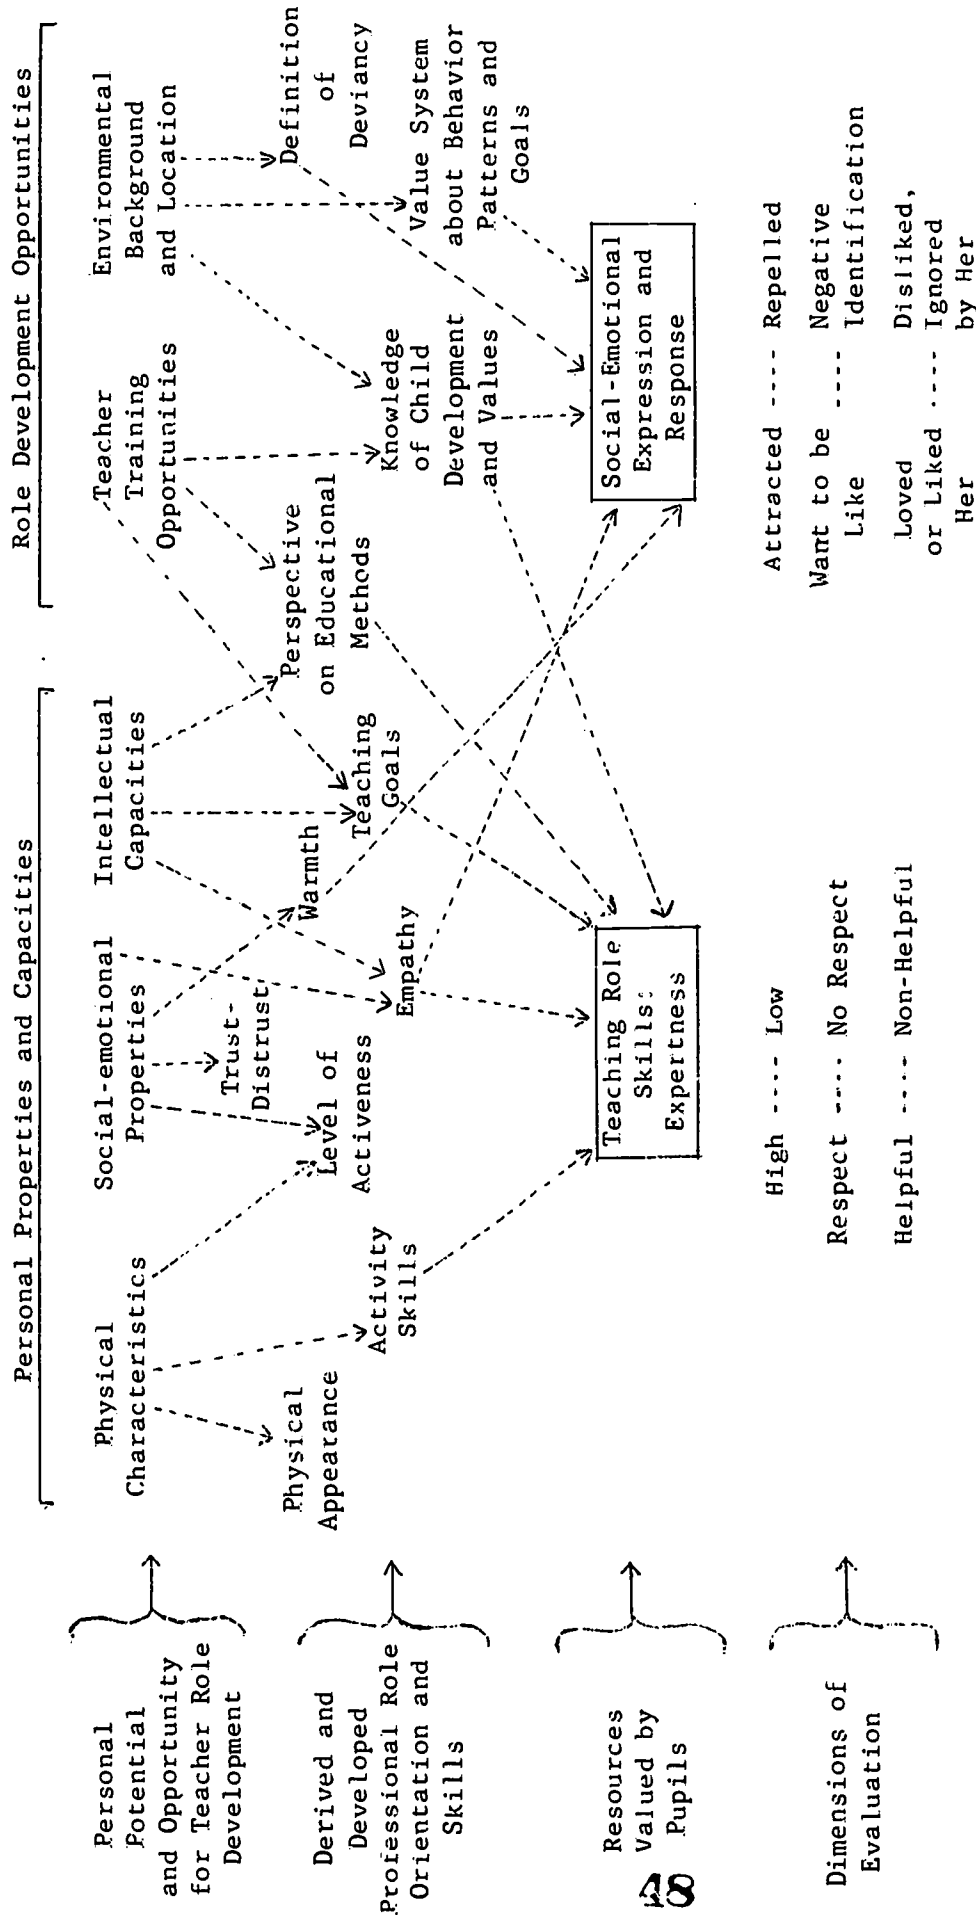 Personal Properties and Capacities
Role Development Opportunities
Personal
Potential
and Opportunity
for Teacher Role
Development
Physical
Characteristics
Social-emotional
Properties
Intellectual
Capacities
Teacher
Training
Opportunities
Environmental
Background
and Location
Derived and
Developed
Professional Role
Orientation and
Skills
Physical
Appearance
Activity
Skills
Level of
Activeness
Trust-
Distrust
Empathy
Warmth
Teaching
Goals
Perspective
on Educational
Methods
Knowledge
of Child
Development
and Values
Definition
of
Deviancy
Value System
about Behavior
Patterns and
Goals
Resources
Valued by
Pupils
Teaching Role
Skills:
Expertness
Social-Emotional
Expression and
Response
Dimensions of
Evaluation
High ---- Low
Respect ---- No Respect
Helpful ---- Non-Helpful
Attracted ---- Repelled
Want to be ---- Negative
Like Identification
Loved Disliked,
or Liked ---- Ignored
Her by Her
48